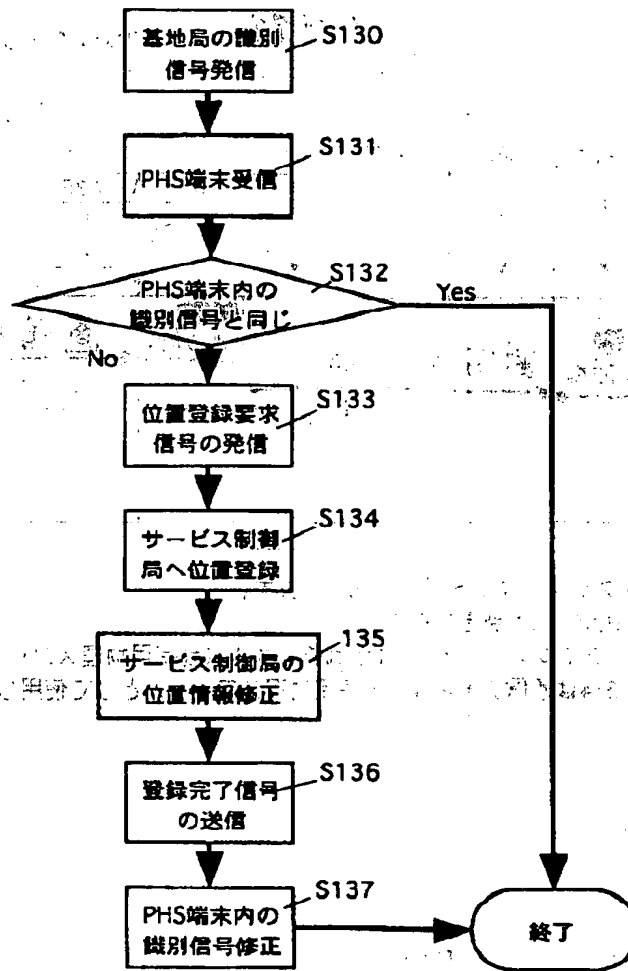 基地局の識別
信号発信
S130
PHS端末受信
S131
PHS端末内の
識別信号と同じ
S132
Yes
No
位置登録要求
信号の発信
S133
サービス制御
局へ位置登録
S134
サービス制御局の
位置情報修正
135
登録完了信号
の送信
S136
PHS端末内の
識別信号修正
S137
終了